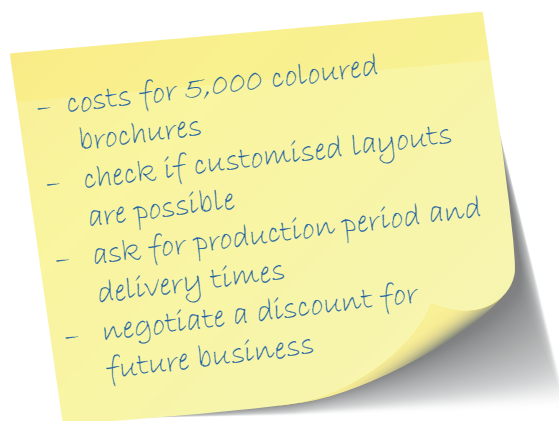 - costs for 5,000 coloured
brochures
- check if customised layouts
are possible
- ask for production period and
delivery times
- negotiate a discount for
future business